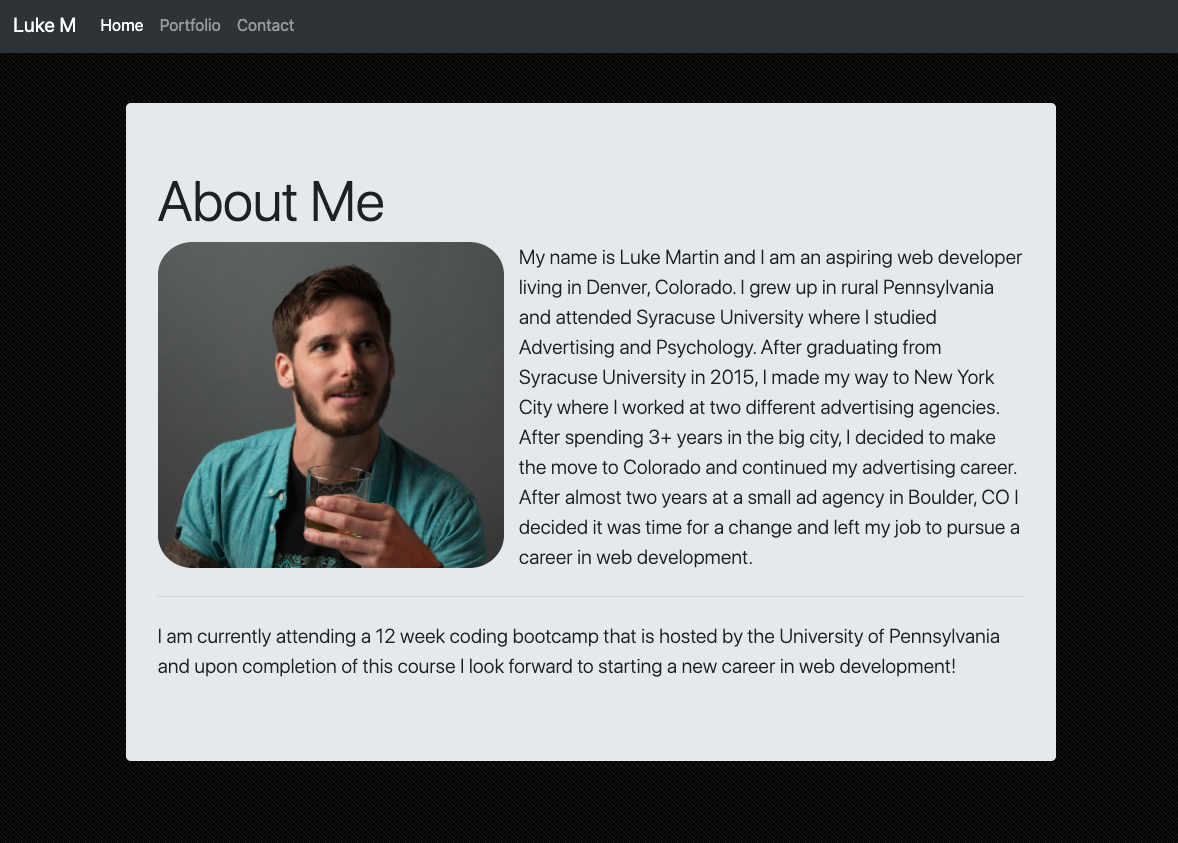 Luke M Home Portfolio Contact
About Me
My name is Luke Martin and I am an aspiring web developer
living in Denver, Colorado. I grew up in rural Pennsylvania
and attended Syracuse University where I studied
Advertising and Psychology. After graduating from
Syracuse University in 2015, I made my way to New York
City where I worked at two different advertising agencies.
After spending 3+ years in the big city, I decided to make
the move to Colorado and continued my advertising career.
After almost two years at a small ad agency in Boulder, CO I
decided it was time for a change and left my job to pursue a
career in web development.
I am currently attending a 12 week coding bootcamp that is hosted by the University of Pennsylvania
and upon completion of this course I look forward to starting a new career in web development!